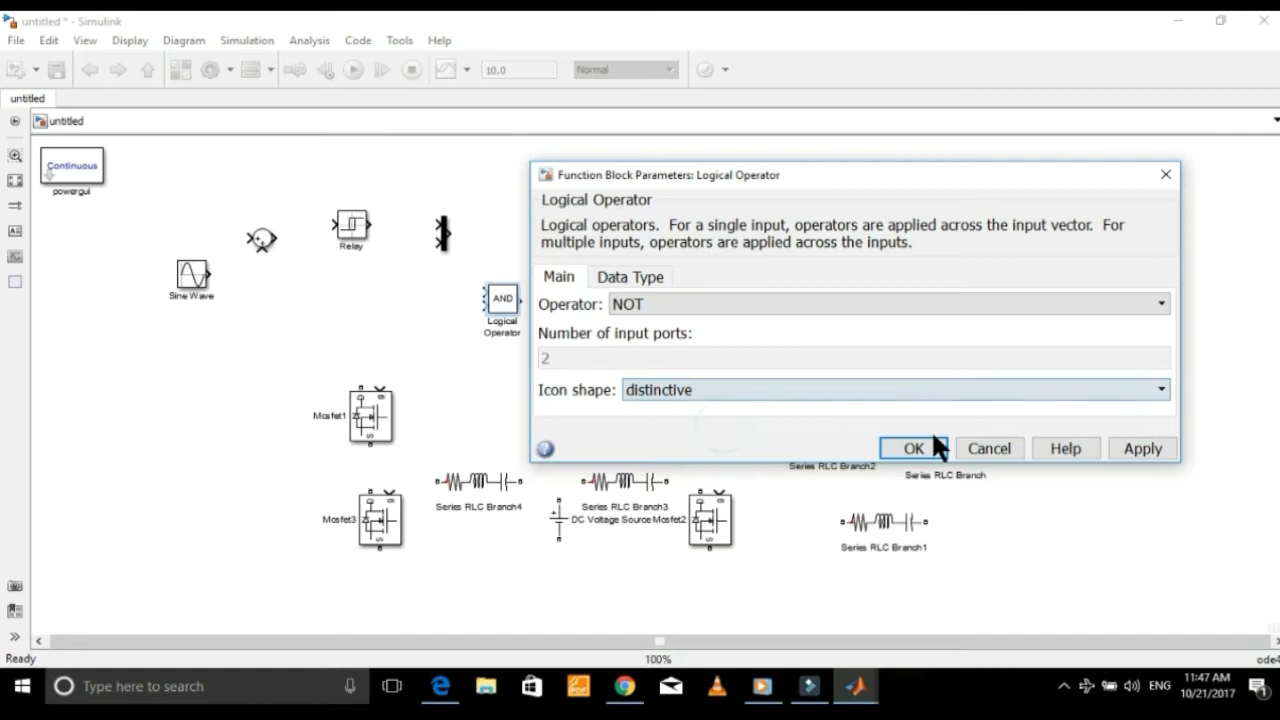 untitled * - Simulink
File Edit View Display Diagram Simulation Analysis Code Tools Help
10.0 Normal
untitled
untitled
Continuous
powergui
Relay
Sine Wave
AND
Logical
Operator
Function Block Parameters: Logical Operator
Logical Operator
Logical operators. For a single input, operators are applied across the input vector. For
multiple inputs, operators are applied across the inputs.
Main Data Type
Operator: NOT
Number of input ports:
2
Icon shape: distinctive
OK Cancel Help Apply
Mosfet1
Series RLC Branch2
Series RLC Branch
Series RLC Branch4
Series RLC Branch3
Mosfet3
DC Voltage Source
Mosfet2
Series RLC Branch1
Ready 100% ode4
Type here to search
ENG
11:47 AM
10/21/2017